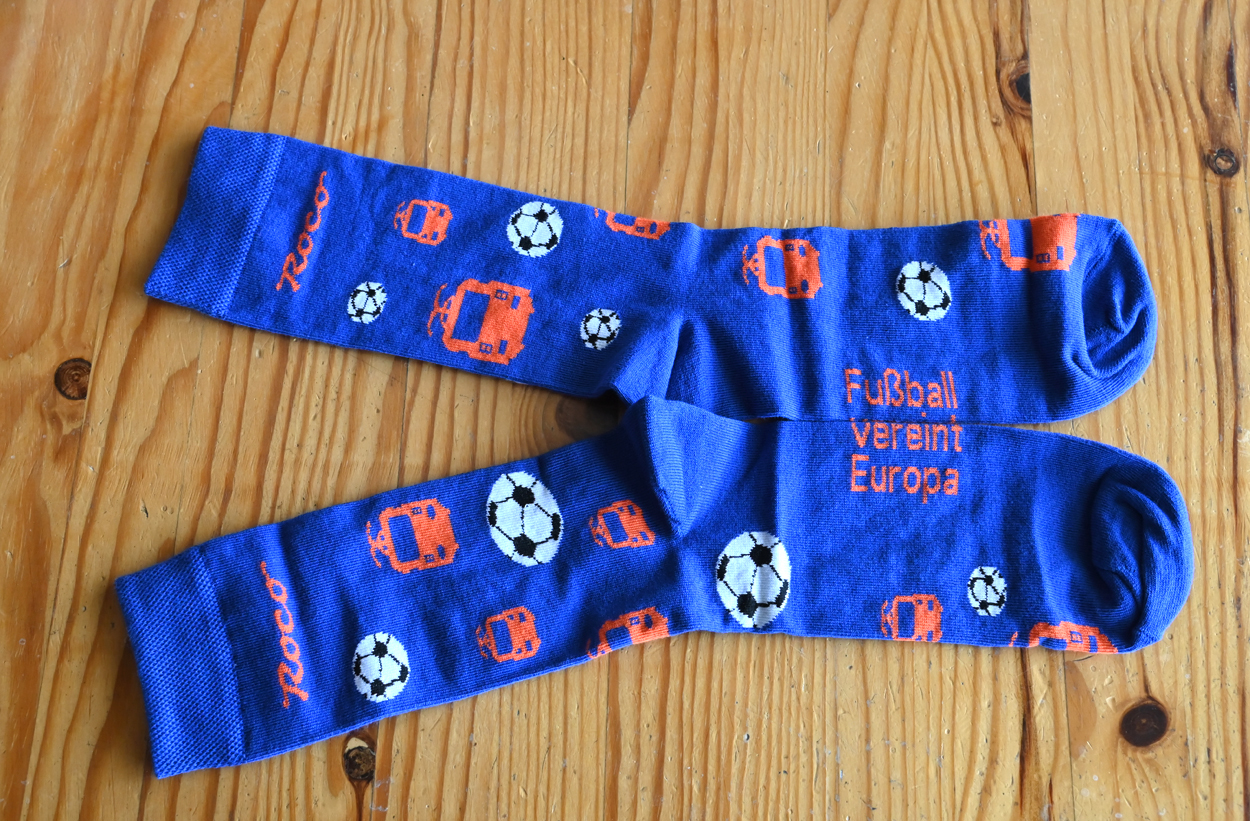 Roco
Fußball
vereint
Europa
Roco